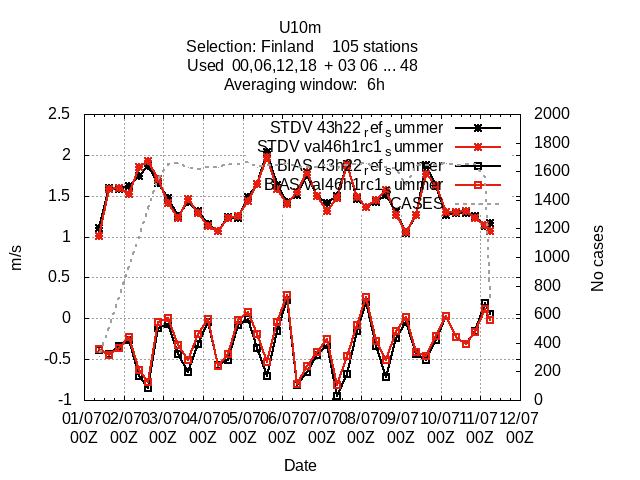 U10m
Selection: Finland 105 stations
Used 00,06,12,18 + 03 06 ... 48
Averaging window: 6h
2.5 2000
STDV 43h22_ref_summer
1800
STDV val46h1rc1_summer
2 BIAS 43h22_ref_summer 1600
BIAS val46h1rc1_summer
1.5 CASES 1400
1 1200
1000
0.5 800
0 600
-0.5 400
200
-1 0
m/s
No cases
01/07 02/07 03/07 04/07 05/07 06/07 07/07 08/07 09/07 10/07 11/07 12/07
00Z 00Z 00Z 00Z 00Z 00Z 00Z 00Z 00Z 00Z 00Z 00Z
Date